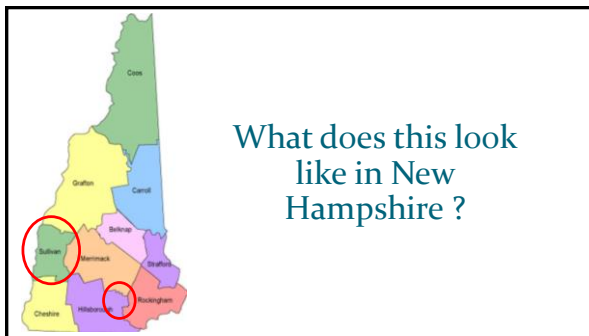 Coos
What does this look
like in New
Hampshire ?
Grafton
Carroll
Belknap
Sullivan
Merrimack
Strafford
Rockingham
Hillsborough
Cheshire